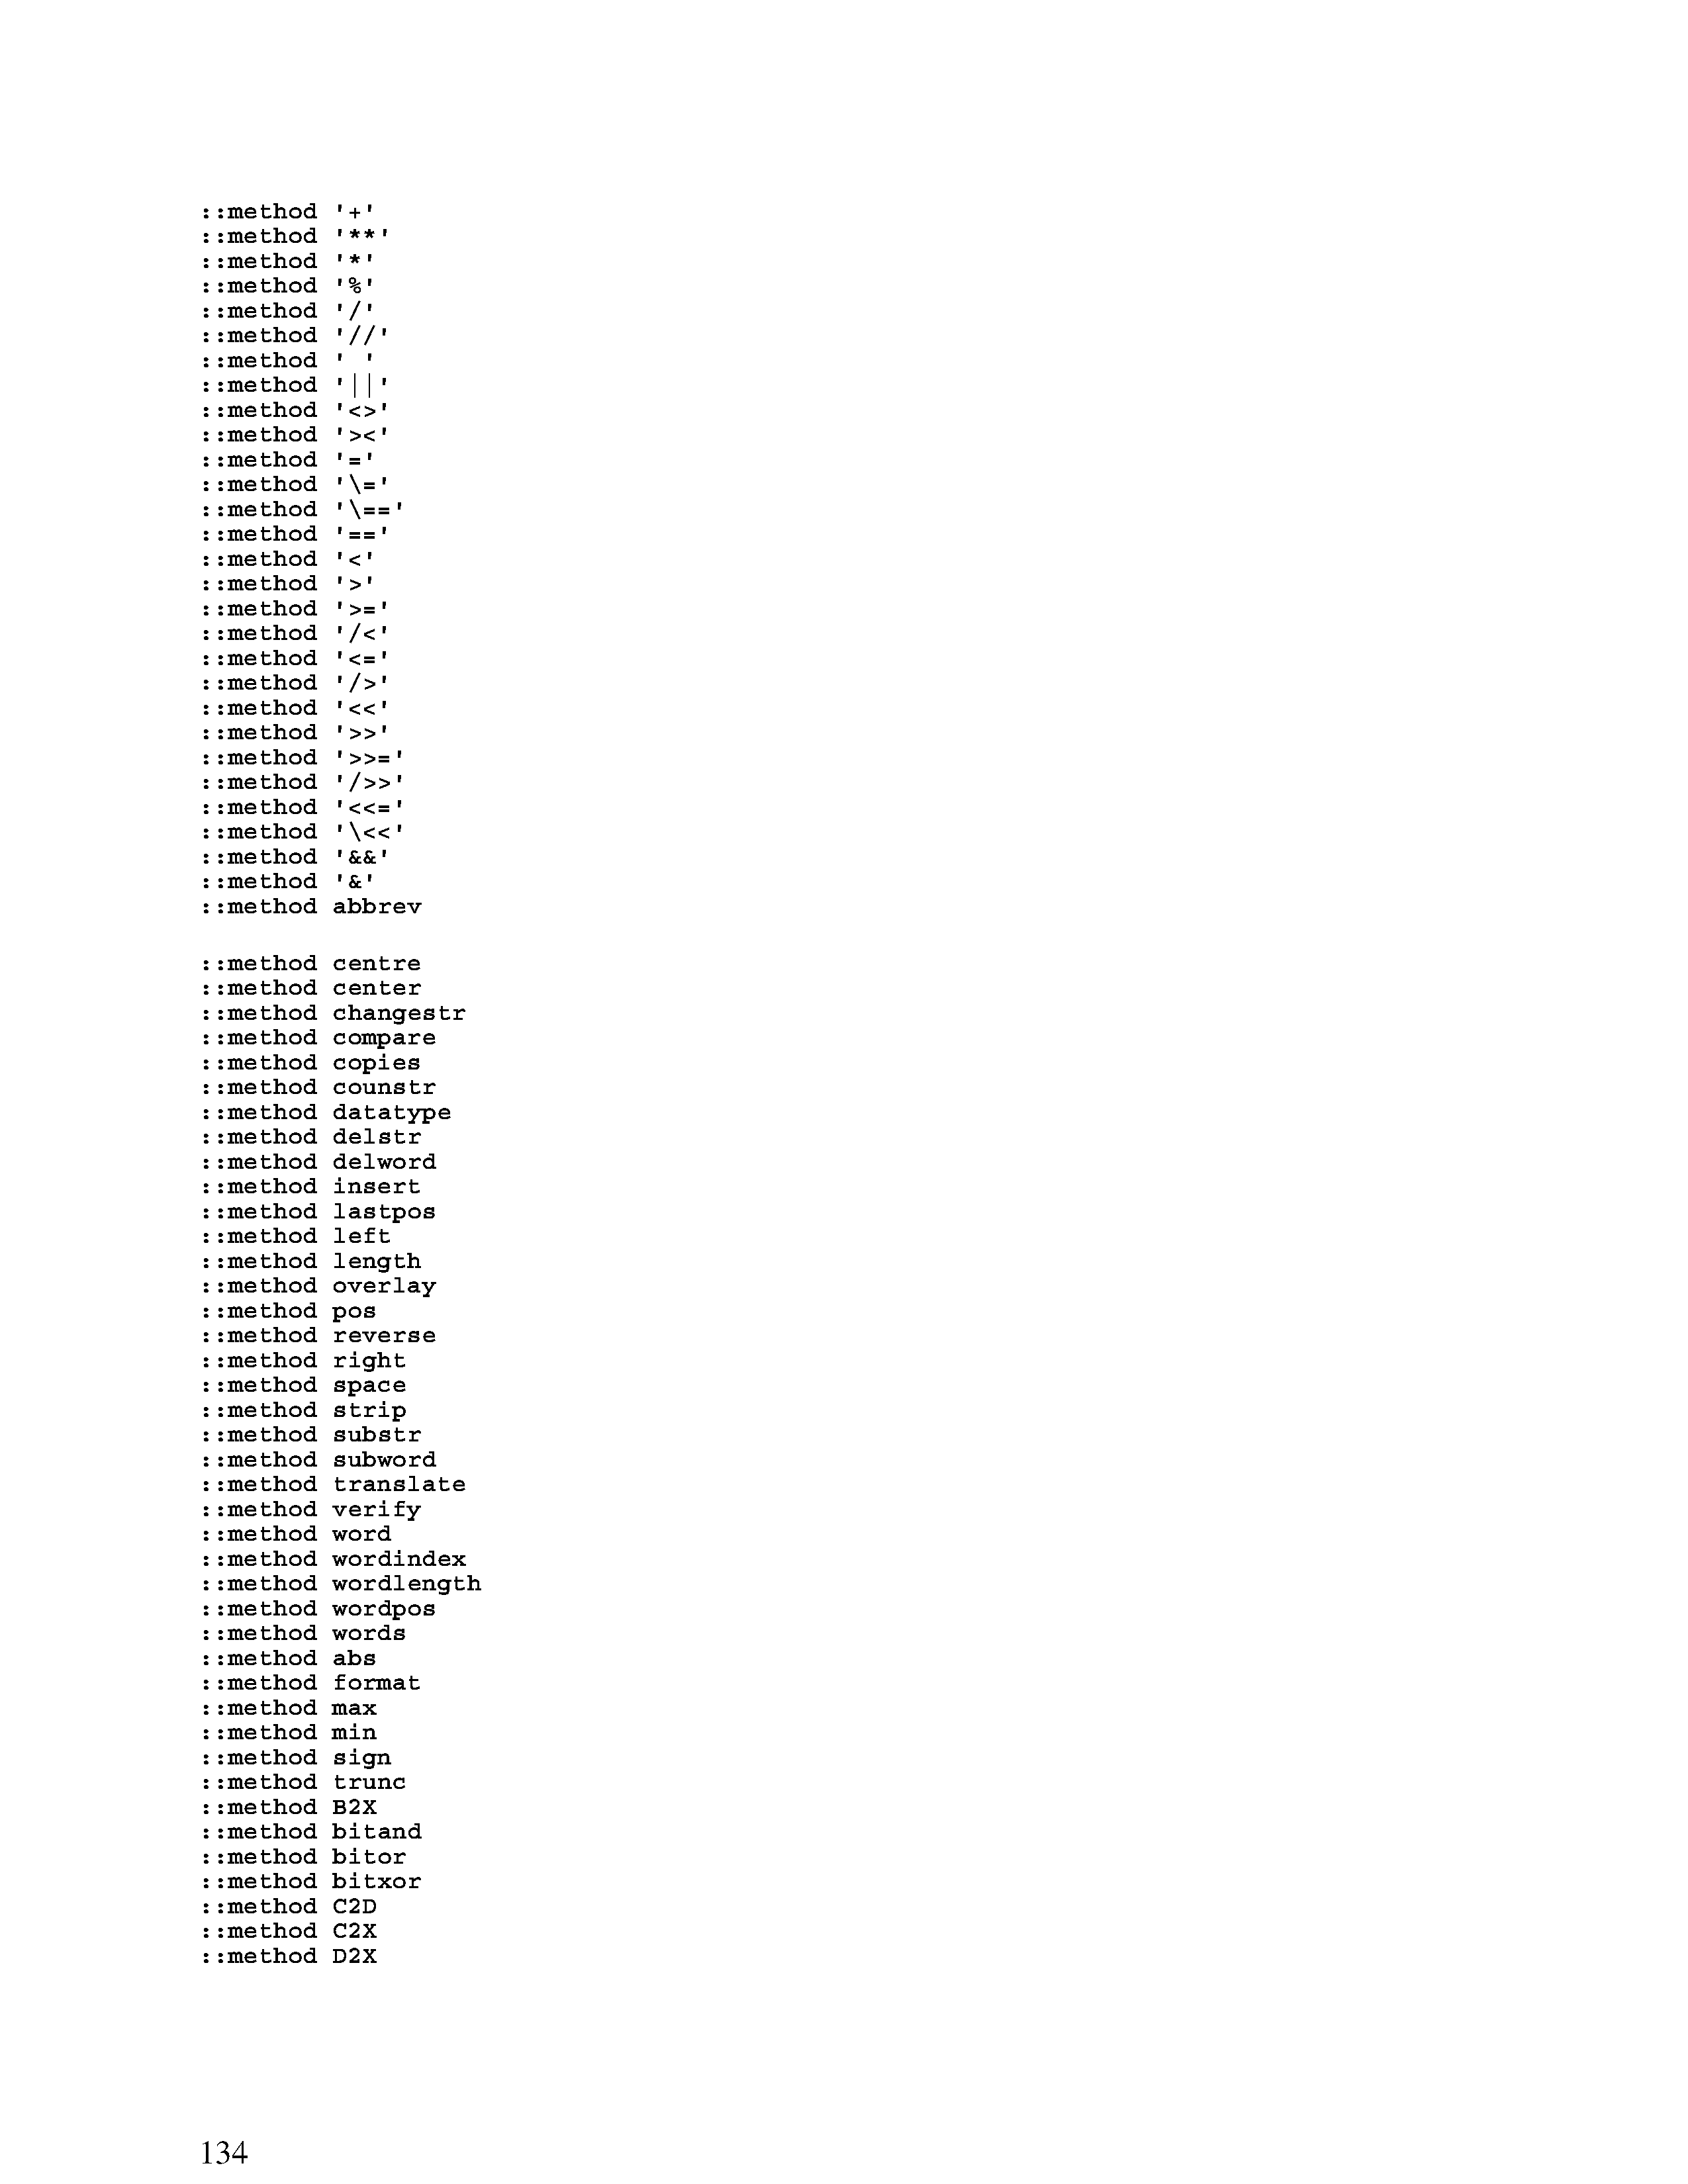 ::method '+'
::method '**'
::method '*'
::method '%'
::method '/'
::method '//'
::method ' '
::method '||'
::method '<>'
::method '><'
::method '='
::method '\='
::method '\=='
::method '=='
::method '<'
::method '>'
::method '>='
::method '/<'
::method '<='
::method '/>'
::method '<<'
::method '>>'
::method '>>='
::method '/>>'
::method '<<='
::method '\<<'
::method '&&'
::method '&'
::method abbrev
::method centre
::method center
::method changestr
::method compare
::method copies
::method counstr
::method datatype
::method delstr
::method delword
::method insert
::method lastpos
::method left
::method length
::method overlay
::method pos
::method reverse
::method right
::method space
::method strip
::method substr
::method subword
::method translate
::method verify
::method word
::method wordindex
::method wordlength
::method wordpos
::method words
::method abs
::method format
::method max
::method min
::method sign
::method trunc
::method B2X
::method bitand
::method bitor
::method bitxor
::method C2D
::method C2X
::method D2X
134